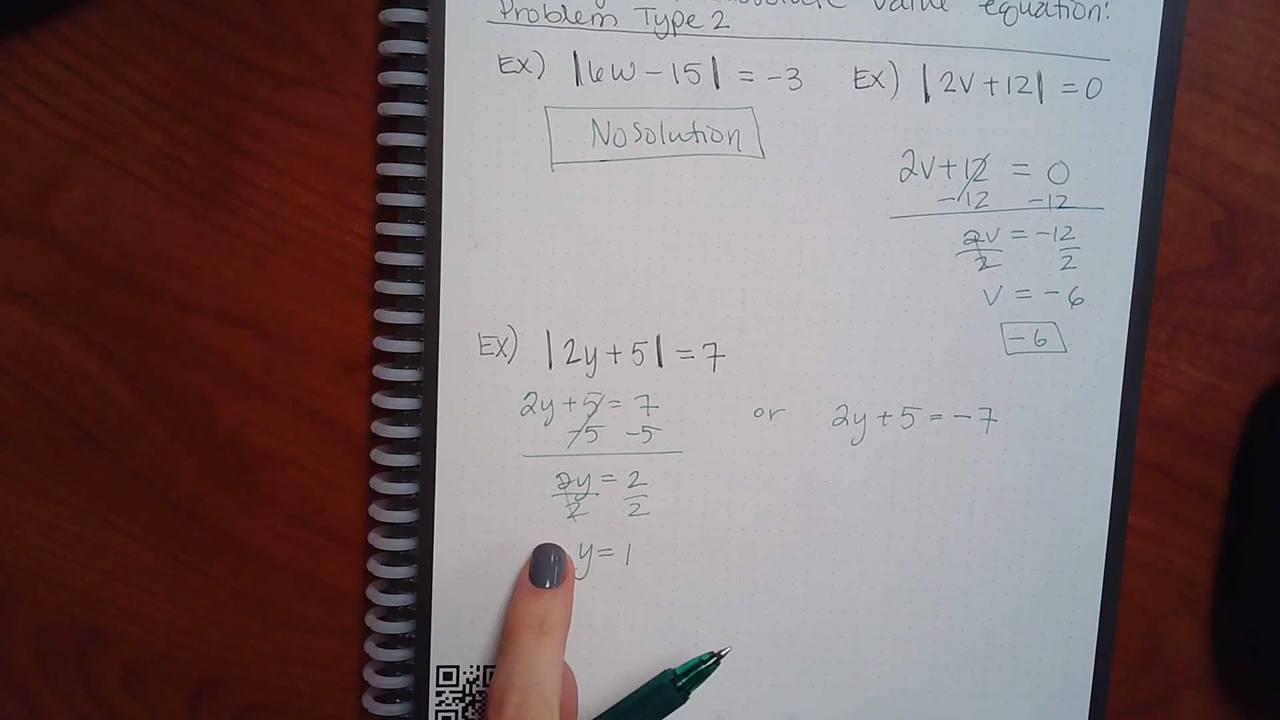 value equation:
Problem Type 2
Ex) |6w - 15| = -3
No solution
Ex) |2v + 12| = 0
2v + 12 = 0
-12 -12
2v = -12
2 2
v = -6
-6
Ex) |2y + 5| = 7
2y + 5 = 7 or 2y + 5 = -7
-5 -5
2y = 2
2 2
y = 1